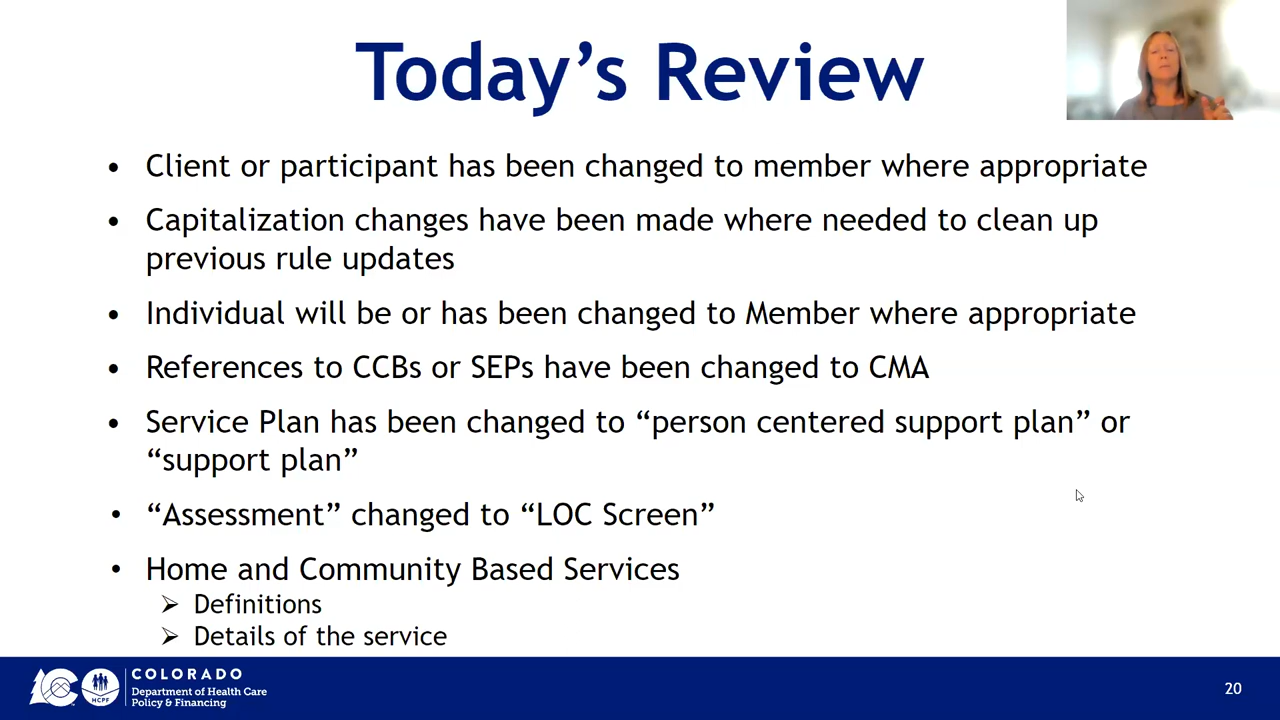 Today’s Review
• Client or participant has been changed to member where appropriate
• Capitalization changes have been made where needed to clean up
previous rule updates
• Individual will be or has been changed to Member where appropriate
• References to CCBs or SEPs have been changed to CMA
• Service Plan has been changed to “person centered support plan” or
“support plan”
• “Assessment” changed to “LOC Screen”
• Home and Community Based Services
➢ Definitions
➢ Details of the service
HCPF
COLORADO
Department of Health Care
Policy & Financing
20